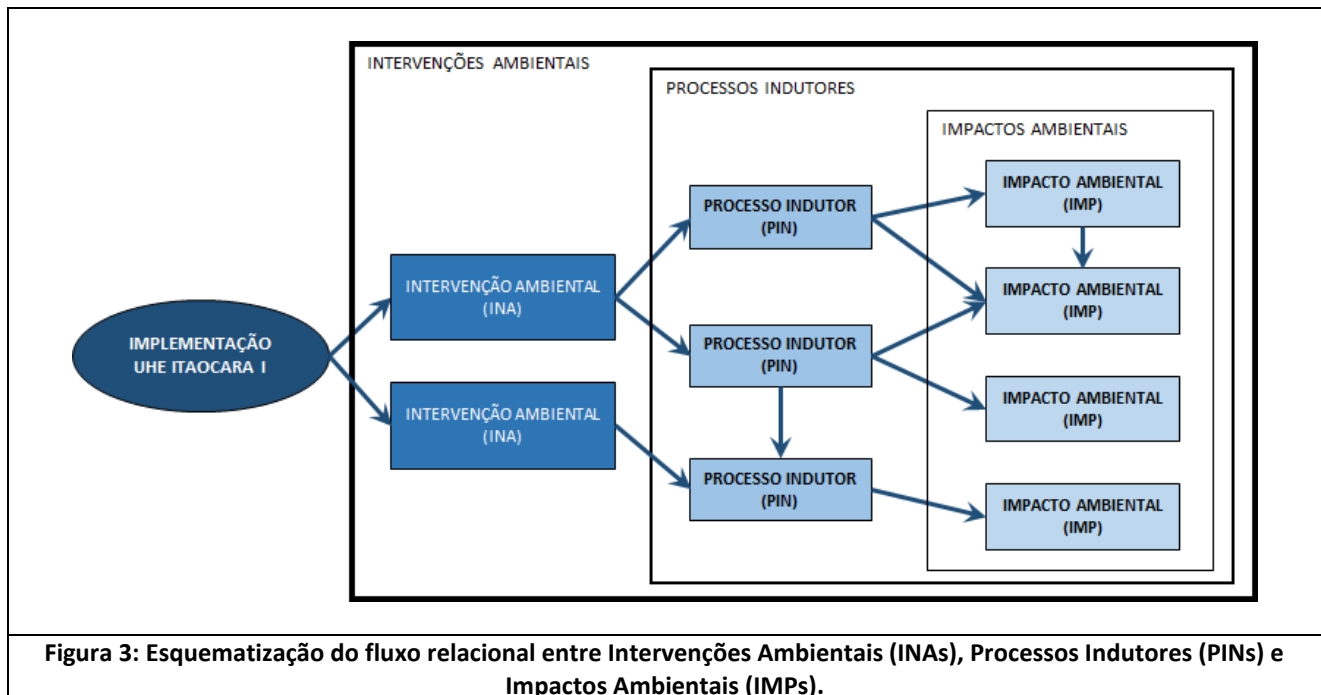 INTERVENÇÕES AMBIENTAIS
PROCESSOS INDUTORES
IMPACTOS AMBIENTAIS
IMPLEMENTAÇÃO
UHE ITAOCARA I
INTERVENÇÃO AMBIENTAL
(INA)
INTERVENÇÃO AMBIENTAL
(INA)
PROCESSO INDUTOR
(PIN)
PROCESSO INDUTOR
(PIN)
PROCESSO INDUTOR
(PIN)
IMPACTO AMBIENTAL
(IMP)
IMPACTO AMBIENTAL
(IMP)
IMPACTO AMBIENTAL
(IMP)
IMPACTO AMBIENTAL
(IMP)
Figura 3: Esquematização do fluxo relacional entre Intervenções Ambientais (INAs), Processos Indutores (PINs) e
Impactos Ambientais (IMPs).